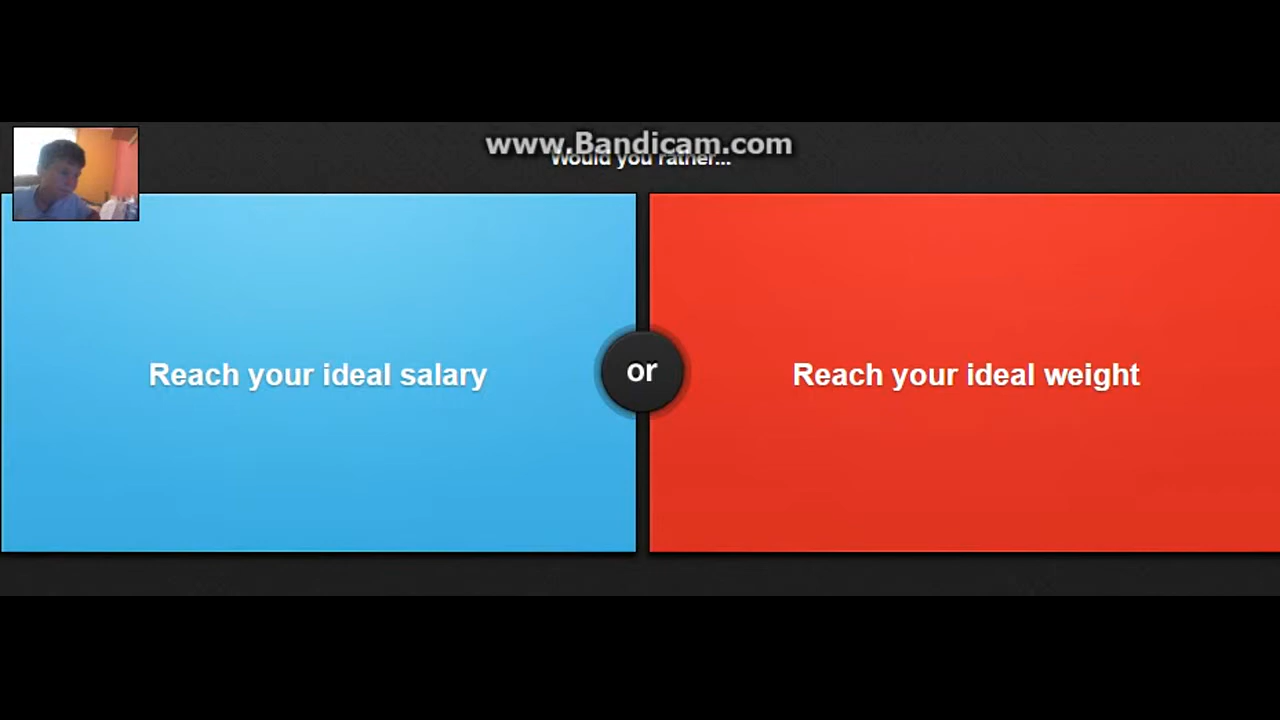 www.Bandicam.com
Would you rather...
Reach your ideal salary
or
Reach your ideal weight